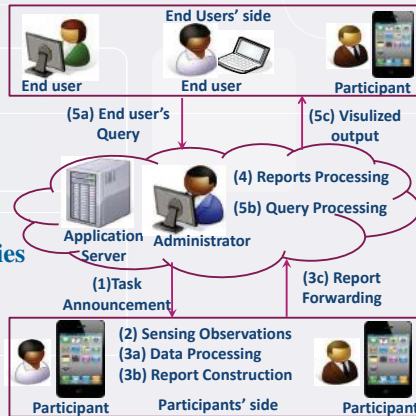 End Users' side
End user
End user
Participant
(5a) End user's
Query
(5c) Visulized
output
(4) Reports Processing
(5b) Query Processing
Application
Server
Administrator
ies
(1)Task
Announcement
(3c) Report
Forwarding
(2) Sensing Observations
(3a) Data Processing
(3b) Report Construction
Participant
Participants' side
Participant